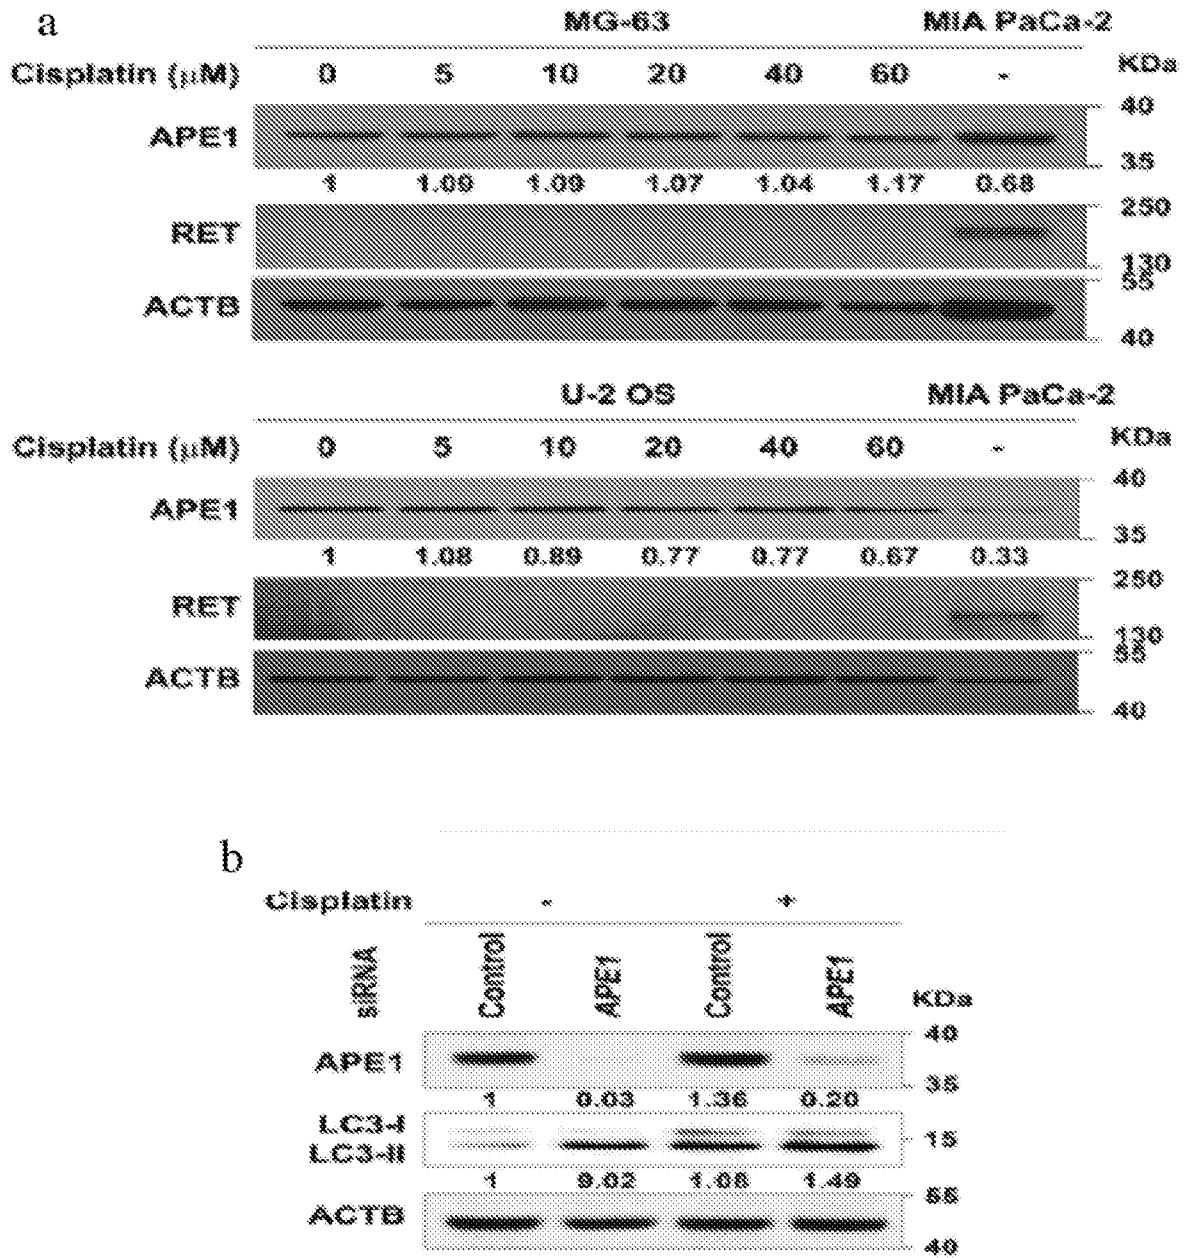 a
MG-63 MIA PaCa-2
Cisplatin (μM) 0 5 10 20 40 60 - KDa
APE1 40
35
1 1.09 1.09 1.07 1.04 1.17 0.68
RET 250
130
ACTB 55
40
U-2 OS MIA PaCa-2
Cisplatin (μM) 0 5 10 20 40 60 - KDa
APE1 40
35
1 1.08 0.89 0.77 0.77 0.67 0.33
RET 250
130
ACTB 55
40
b
Cisplatin - +
siRNA Control APE1 Control APE1 KDa
APE1 40
35
1 0.03 1.36 0.20
LC3-I
LC3-II 15
1 9.02 1.08 1.49
ACTB 55
40